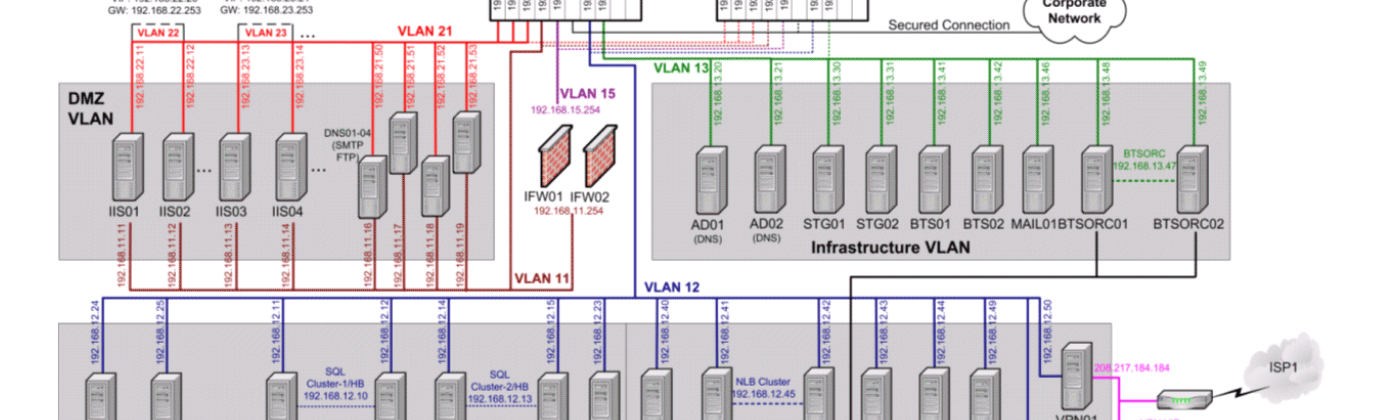 GW: 192.168.22.253
GW: 192.168.23.253
Corporate
Network
Secured Connection
VLAN 22
VLAN 23
...
VLAN 21
192.168.22.11
192.168.22.12
192.168.23.13
192.168.23.14
192.168.21.50
192.168.21.51
192.168.21.52
192.168.21.53
VLAN 13
192.168.13.20
192.168.13.21
192.168.13.30
192.168.13.31
192.168.13.41
192.168.13.42
192.168.13.46
192.168.13.48
192.168.13.49
DMZ
VLAN
VLAN 15
192.168.15.254
DNS01-04
(SMTP
FTP)
...
...
BTSORC
192.168.13.47
IIS01
IIS02
IIS03
IIS04
IFW01
IFW02
192.168.11.254
AD01
(DNS)
AD02
(DNS)
STG01
STG02
BTS01
BTS02
MAIL01
BTSORC01
BTSORC02
Infrastructure VLAN
192.168.11.11
192.168.11.12
192.168.11.13
192.168.11.14
192.168.11.16
192.168.11.17
192.168.11.18
192.168.11.19
VLAN 11
VLAN 12
192.168.12.24
192.168.12.25
192.168.12.11
192.168.12.12
192.168.12.14
192.168.12.15
192.168.12.23
192.168.12.40
192.168.12.41
192.168.12.42
192.168.12.43
192.168.12.44
192.168.12.49
192.168.12.50
SQL
Cluster-1/HB
192.168.12.10
SQL
Cluster-2/HB
192.168.12.13
NLB Cluster
192.168.12.45
208.217.184.184
ISP1
VPN01